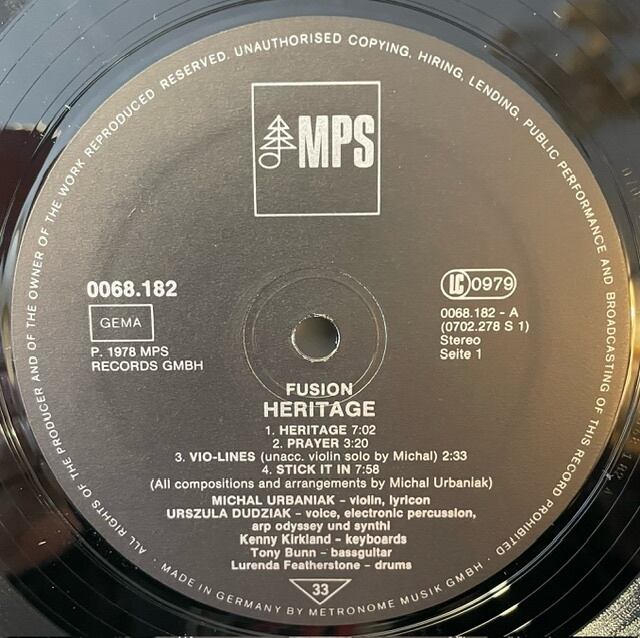 ALL RIGHTS OF THE PRODUCER AND OF THE OWNER OF THE WORK REPRODUCED RESERVED. UNAUTHORISED COPYING, HIRING, LENDING, PUBLIC PERFORMANCE AND BROADCASTING OF THIS RECORD PROHIBITED
MPS
0068.182
GEMA
P. 1978 MPS
RECORDS GMBH
LC 0979
0068.182 - A
(0702.278 S 1)
Stereo
Seite 1
FUSION
HERITAGE
1. HERITAGE 7:02
2. PRAYER 3:20
3. VIO-LINES (unacc. violin solo by Michal) 2:33
4. STICK IT IN 7:58
(All compositions and arrangements by Michal Urbaniak)
MICHAL URBANIAK - violin, lyricon
URSZULA DUDZIAK - voice, electronic percussion,
arp odyssey und synthi
Kenny Kirkland - keyboards
Tony Bunn - bassguitar
Lurenda Featherstone - drums
33
• MADE IN GERMANY BY METRONOME MUSIK GMBH •